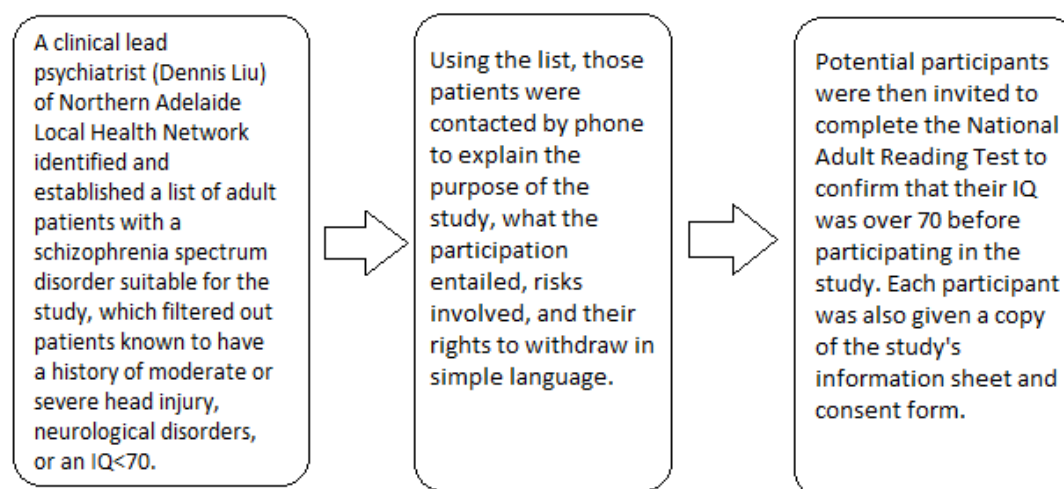 A clinical lead
psychiatrist (Dennis Liu)
of Northern Adelaide
Local Health Network
identified and
established a list of adult
patients with a
schizophrenia spectrum
disorder suitable for the
study, which filtered out
patients known to have
a history of moderate or
severe head injury,
neurological disorders,
or an IQ<70.
Using the list, those
patients were
contacted by phone
to explain the
purpose of the
study, what the
participation
entailed, risks
involved, and their
rights to withdraw in
simple language.
Potential participants
were then invited to
complete the National
Adult Reading Test to
confirm that their IQ
was over 70 before
participating in the
study. Each participant
was also given a copy
of the study's
information sheet and
consent form.